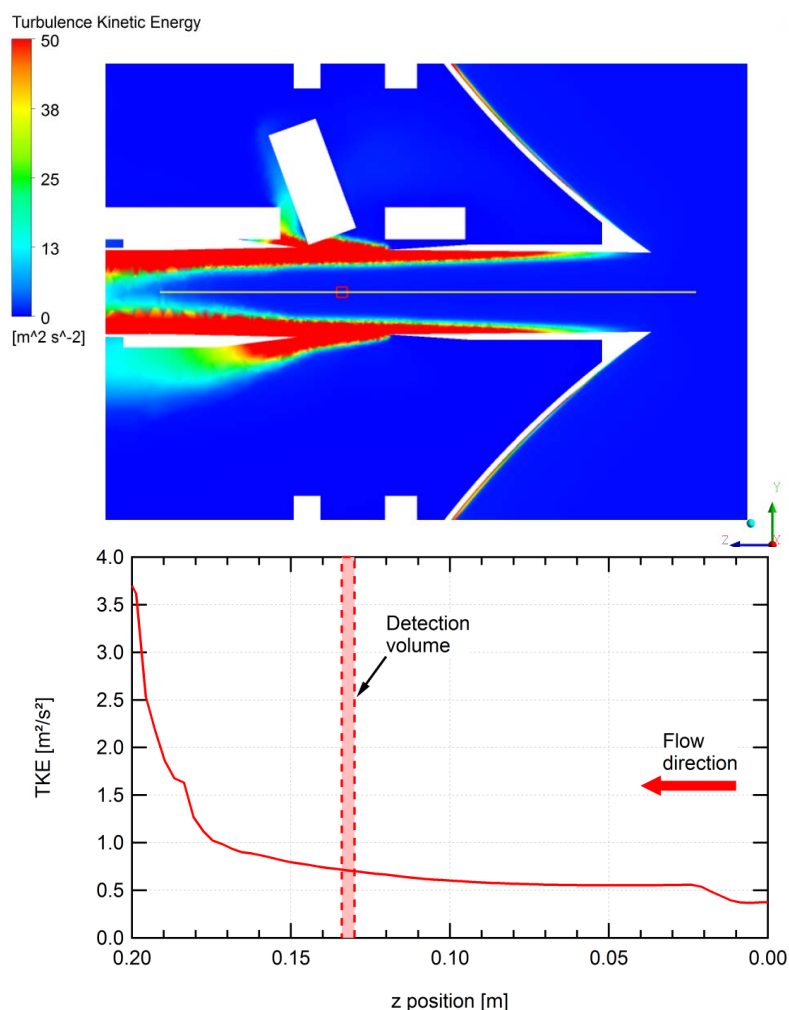 Turbulence Kinetic Energy
50
38
25
13
0
[m^2 s^-2]
Y
Z
X
4.0
3.5
3.0
2.5
2.0
1.5
1.0
0.5
0.0
TKE [m²/s²]
Detection
volume
Flow
direction
0.20
0.15
0.10
0.05
0.00
z position [m]